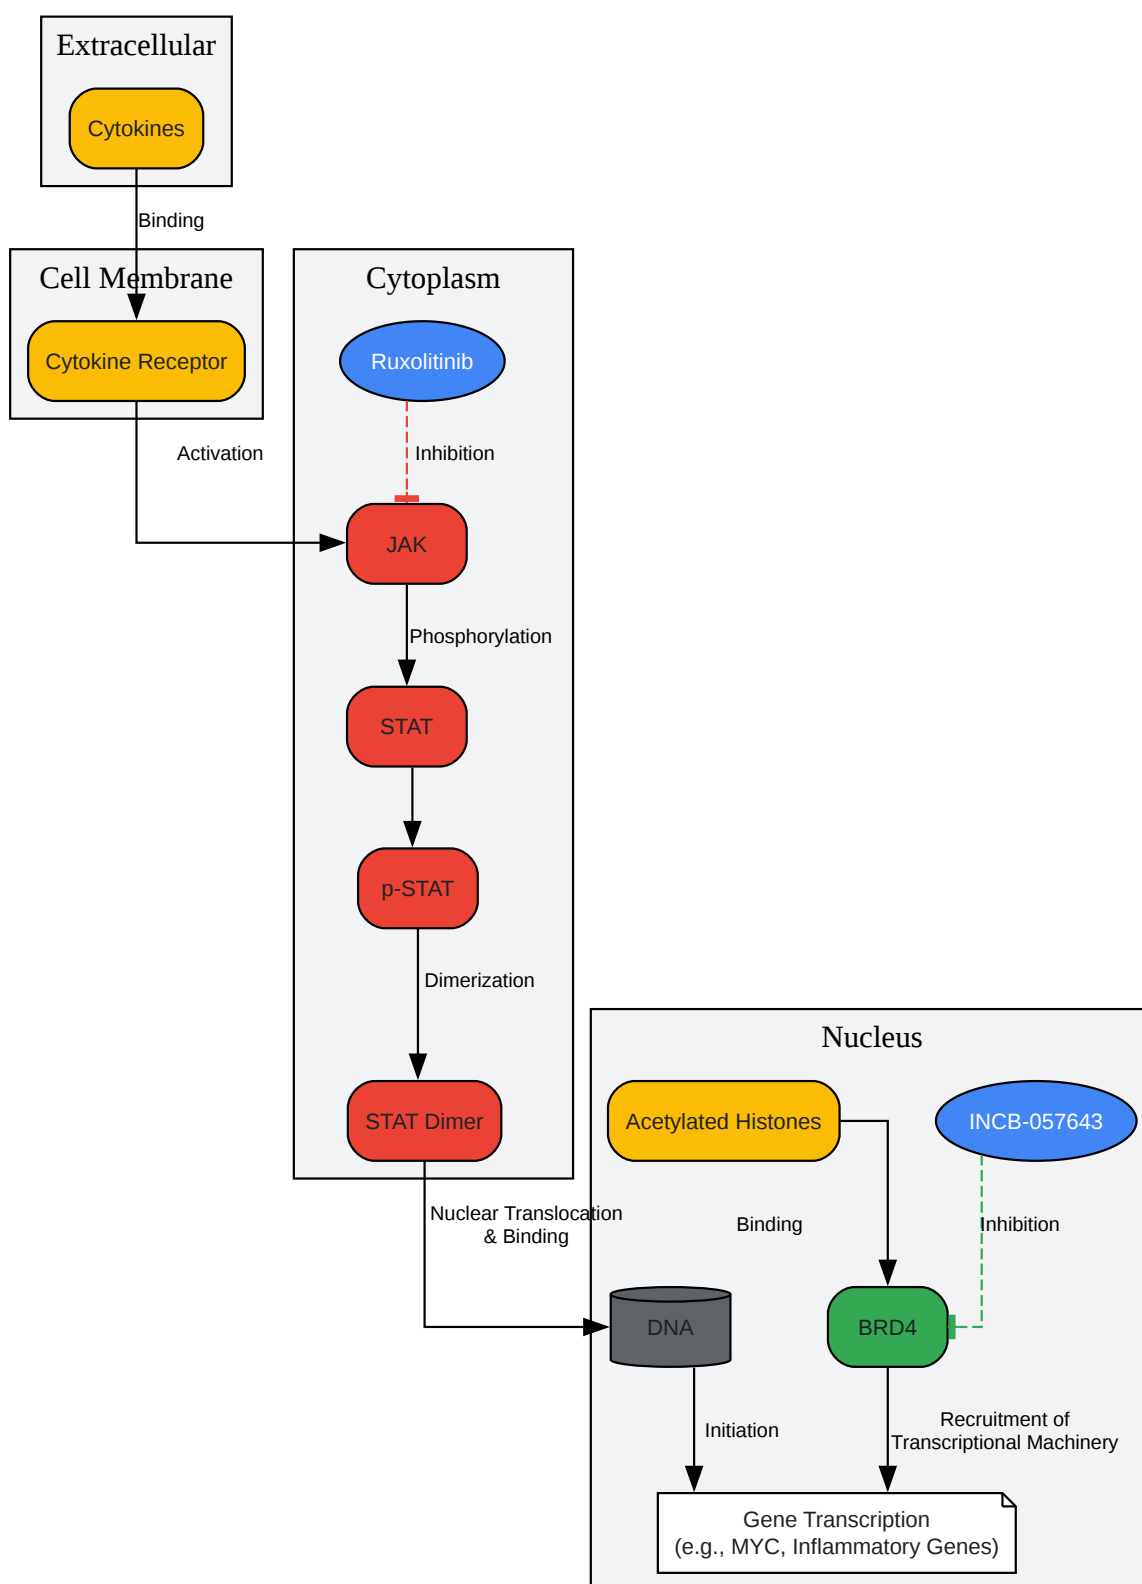 Extracellular
Cytokines
Binding
Cell Membrane
Cytokine Receptor
Activation
Cytoplasm
Ruxolitinib
Inhibition
JAK
Phosphorylation
STAT
p-STAT
Dimerization
STAT Dimer
Nuclear Translocation
& Binding
Nucleus
Acetylated Histones
INCB-057643
Binding
Inhibition
DNA
BRD4
Initiation
Recruitment of
Transcriptional Machinery
Gene Transcription
(e.g., MYC, Inflammatory Genes)